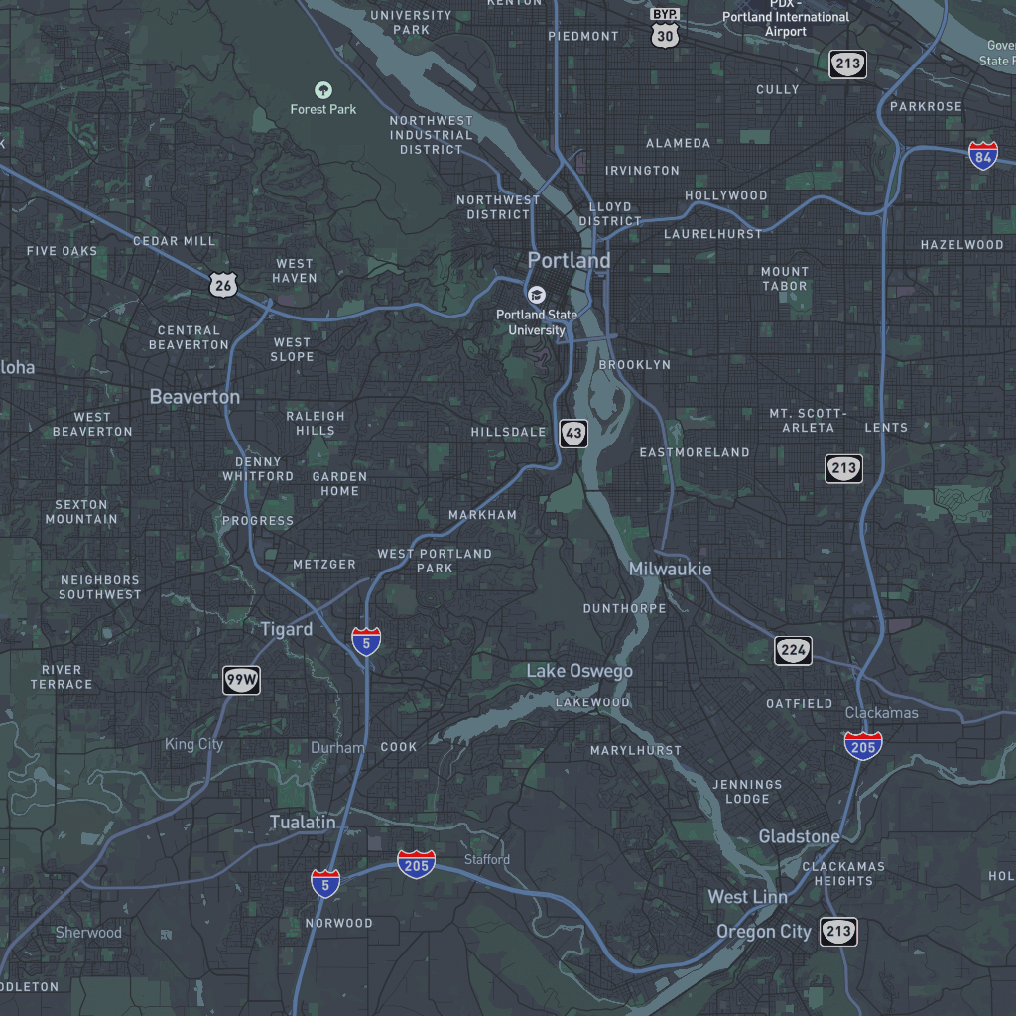 KENTON
UNIVERSITY
PARK
BYP.
30
PIEDMONT
PDX -
Portland International
Airport
213
Forest Park
CULLY
PARKROSE
NORTHWEST
INDUSTRIAL
DISTRICT
ALAMEDA
84
IRVINGTON
HOLLYWOOD
NORTHWEST
DISTRICT
LLOYD
DISTRICT
LAURELHURST
CEDAR MILL
FIVE OAKS
HAZELWOOD
Portland
WEST
HAVEN
26
MOUNT
TABOR
Portland State
University
CENTRAL
BEAVERTON
WEST
SLOPE
loha
BROOKLYN
Beaverton
WEST
BEAVERTON
RALEIGH
HILLS
HILLSDALE
43
MT. SCOTT-
ARLETA
LENTS
EASTMORELAND
DENNY
WHITFORD
213
GARDEN
HOME
SEXTON
MOUNTAIN
PROGRESS
MARKHAM
WEST PORTLAND
PARK
METZGER
Milwaukie
NEIGHBORS
SOUTHWEST
DUNTHORPE
Tigard
5
224
RIVER
TERRACE
99W
Lake Oswego
LAKEWOOD
OATFIELD
Clackamas
King City
Durham
COOK
MARYLHURST
205
JENNINGS
LODGE
Tualatin
Gladstone
Stafford
205
CLACKAMAS
HEIGHTS
HOL
5
West Linn
NORWOOD
Sherwood
Oregon City
213
DDLETON